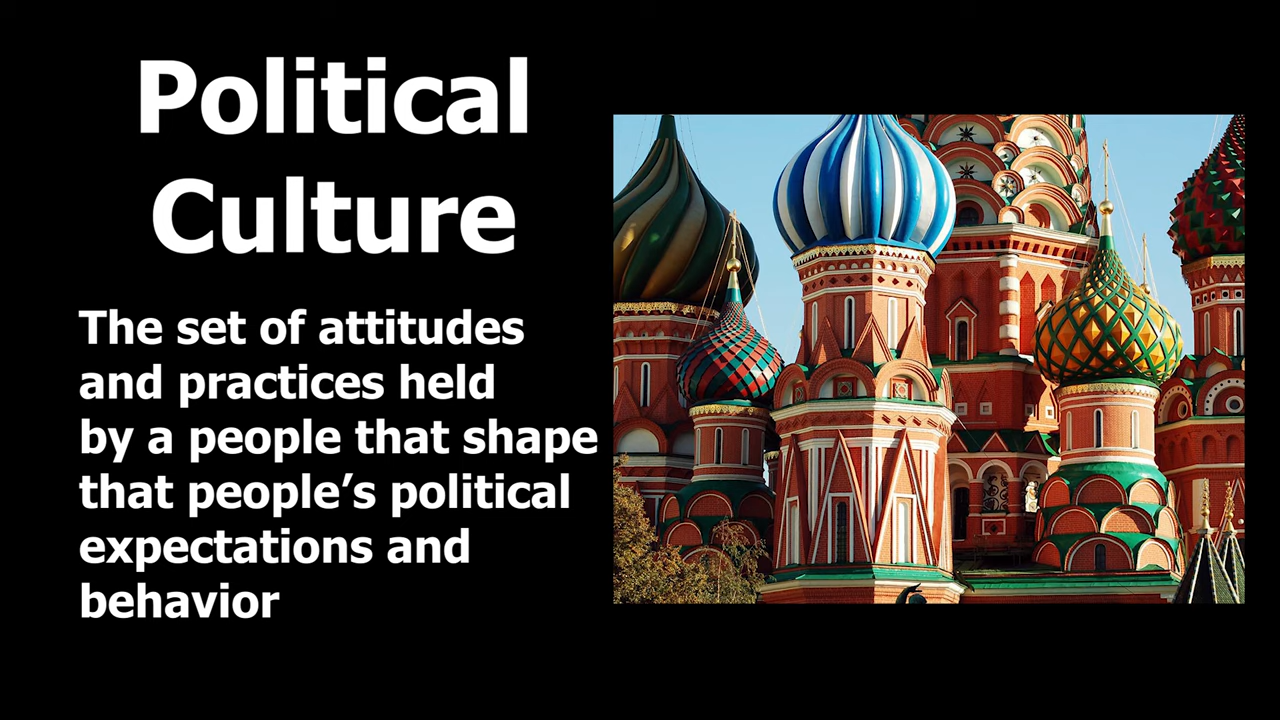 Political
Culture
The set of attitudes
and practices held
by a people that shape
that people’s political
expectations and
behavior